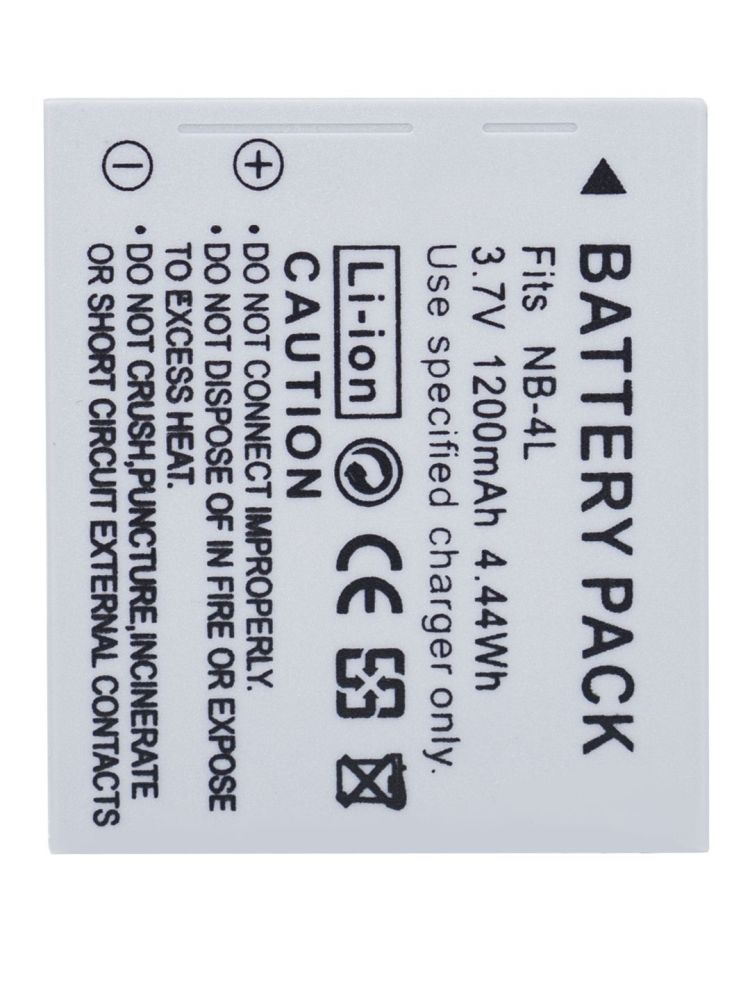 BATTERY PACK
Fits NB-4L
3.7V 1200mAh 4.44Wh
Use specified charger only.
Li-ion
CE
CAUTION
• DO NOT CONNECT IMPROPERLY.
• DO NOT DISPOSE OF IN FIRE OR EXPOSE
TO EXCESS HEAT.
• DO NOT CRUSH,PUNCTURE,INCINERATE
OR SHORT CIRCUIT EXTERNAL CONTACTS